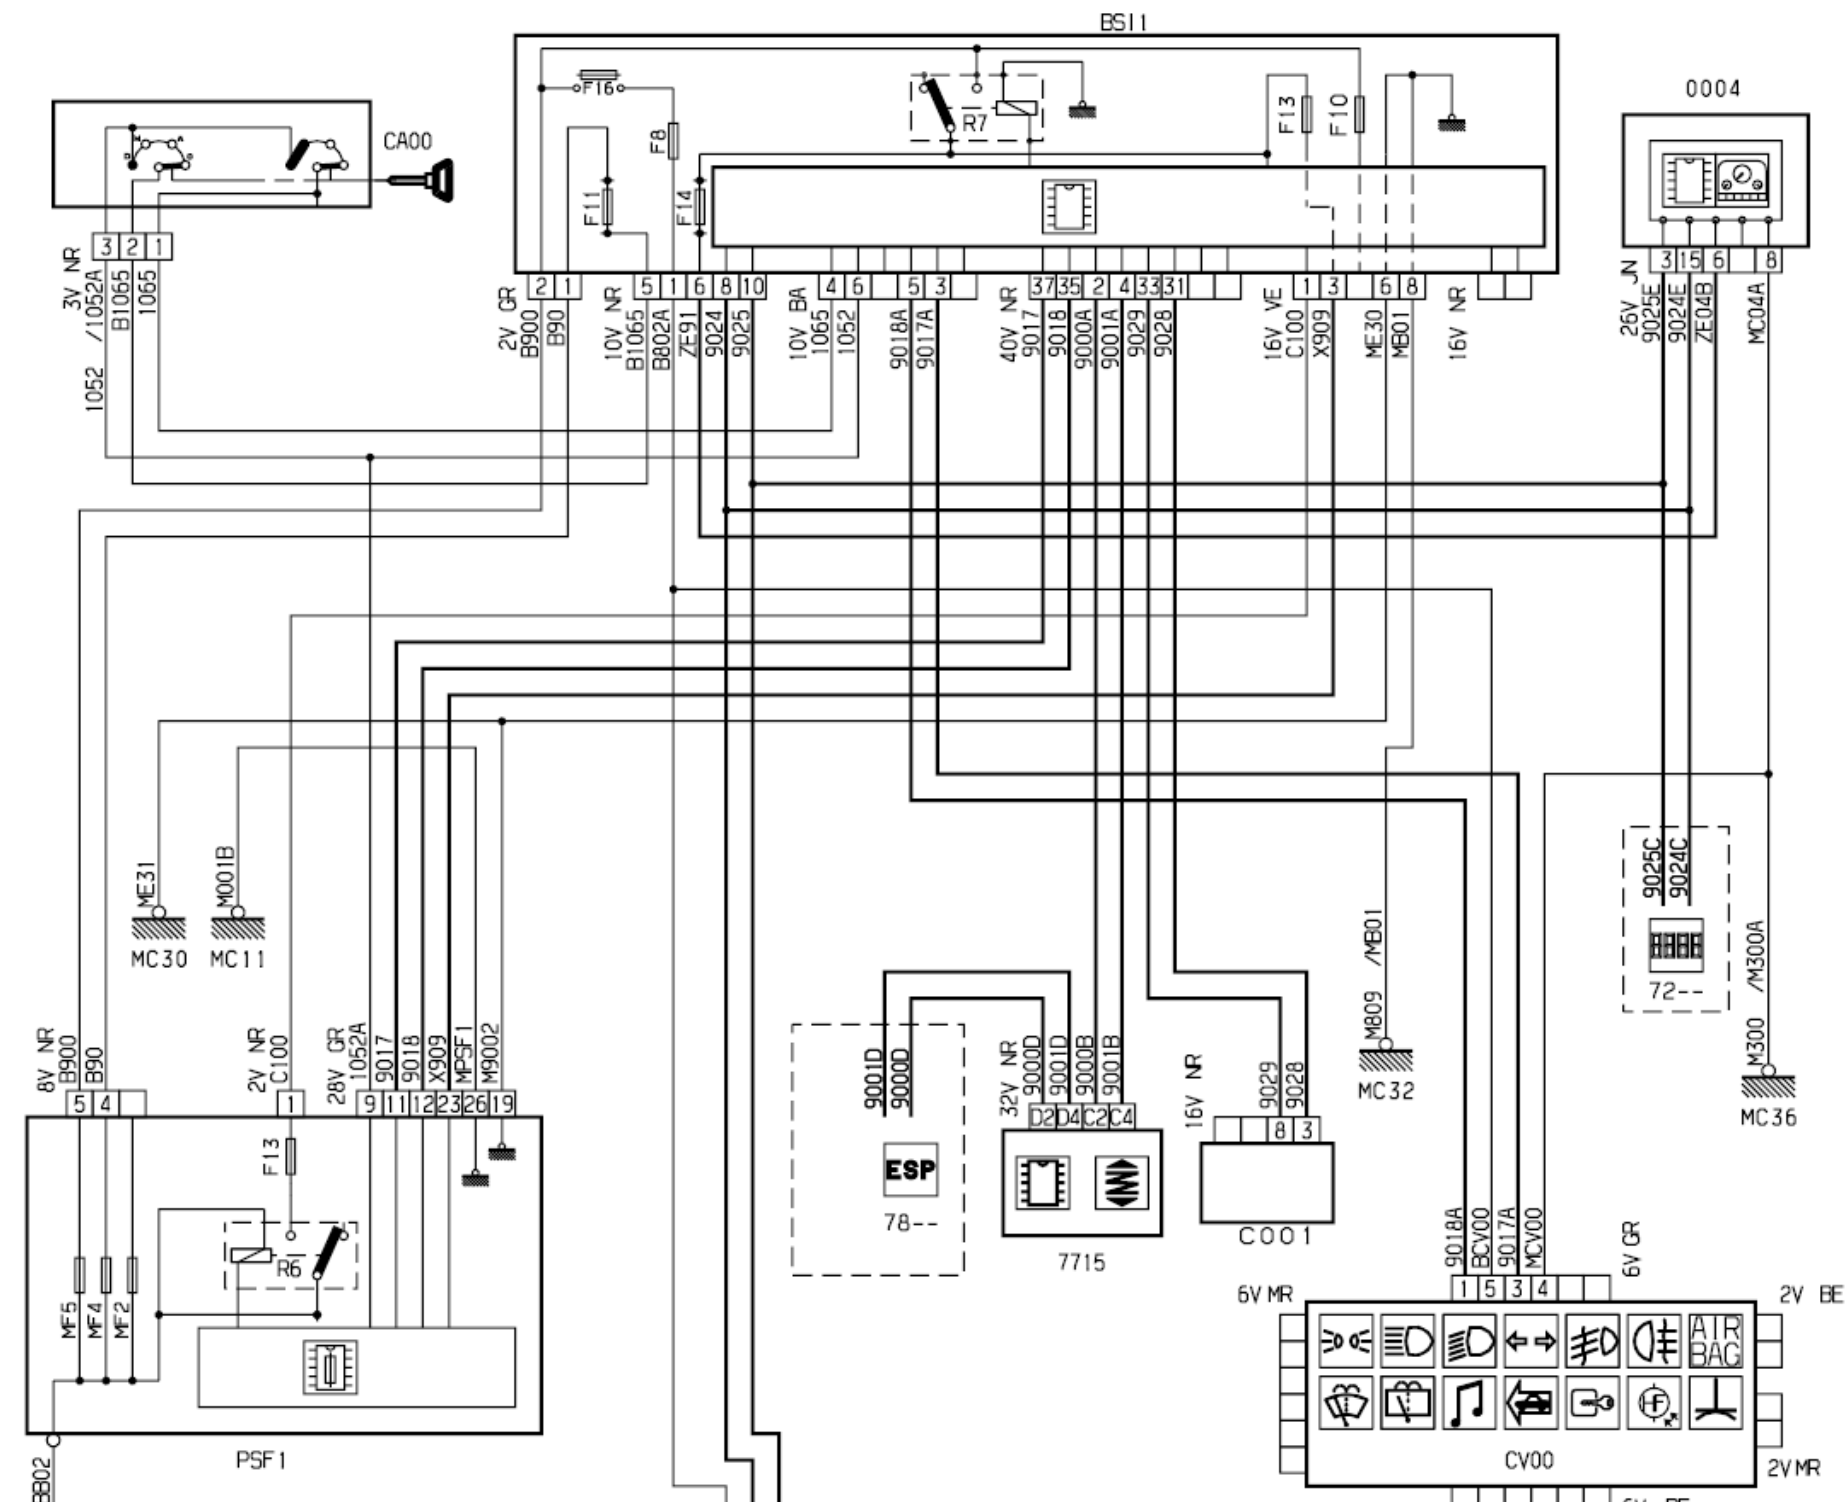 BSI1
0004
CA00
F16
F8
F11
F14
R7
F13
F10
3 2 1
3V NR
1052 /1052A
B1065
1065
2 1
2V GR
B900
B90
5 1 6 8 10
10V NR
B1065
B802A
ZE91
9024
9025
4 6 5 3
10V BA
1065
1052
9018A
9017A
37 35 2 4 33 31
40V NR
9017
9018
9000A
9001A
9029
9028
1 3 6 8
16V VE
C100
X909
ME30
MB01
16V NR
3 15 6 8
26V JN
9025E
9024E
ZE04B
MC04A
ME31
MC30
M001B
MC11
9025C
9024C
72--
M809 /MB01
MC32
M300 /M300A
MC36
8V NR
B900
B90
5 4
2V NR
C100
1
28V GR
1052A
9017
9018
X909
MPSF1
M9002
9 11 12 23 26 19
F13
R6
MF5
MF4
MF2
PSF1
BB02
9001D
9000D
ESP
78--
32V NR
9000D
9001D
9000B
9001B
D2 D4 C2 C4
7715
16V NR
9029
9028
8 3
C001
9018A
BCV00
9017A
MCV00
6V GR
1 5 3 4
6V MR
2V BE
AIR
BAG
HF
CV00
2V MR